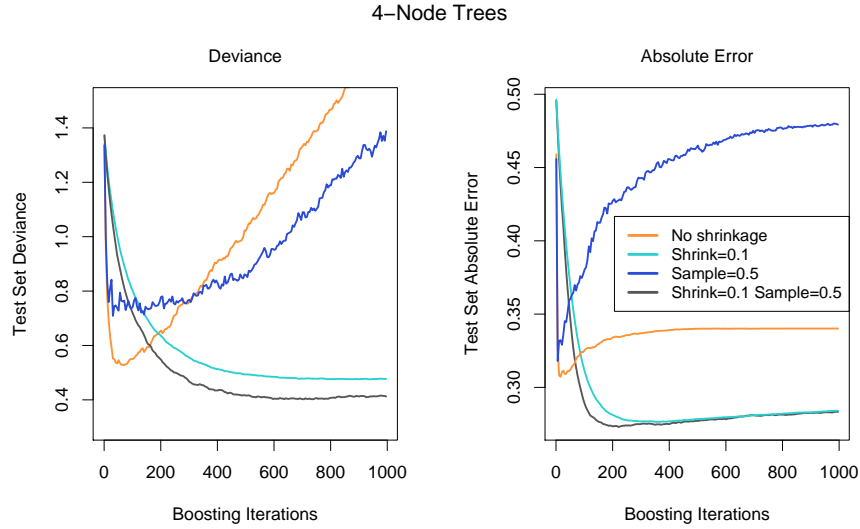 4−Node Trees
Deviance
Test Set Deviance
1.4
1.2
1.0
0.8
0.6
0.4
0 200 400 600 800 1000
Boosting Iterations
Absolute Error
Test Set Absolute Error
0.50
0.45
0.40
0.35
0.30
No shrinkage
Shrink=0.1
Sample=0.5
Shrink=0.1 Sample=0.5
0 200 400 600 800 1000
Boosting Iterations